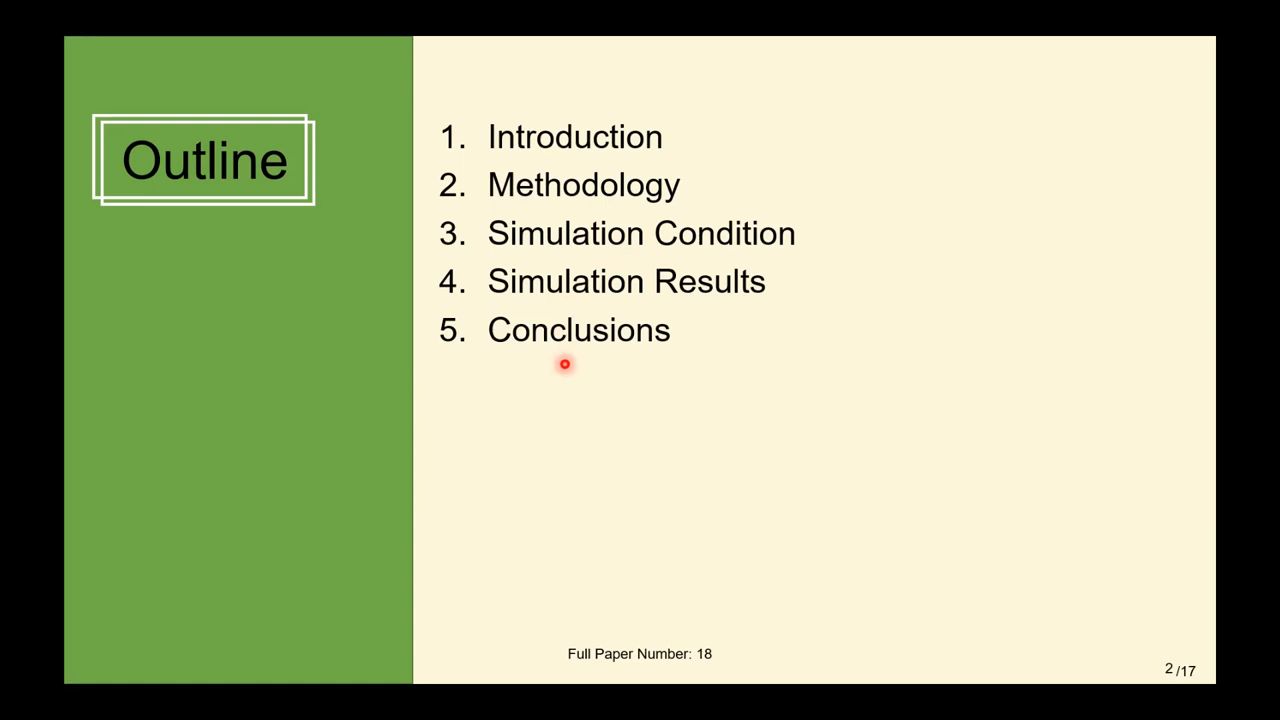 Outline
1. Introduction
2. Methodology
3. Simulation Condition
4. Simulation Results
5. Conclusions
Full Paper Number: 18
2 /17